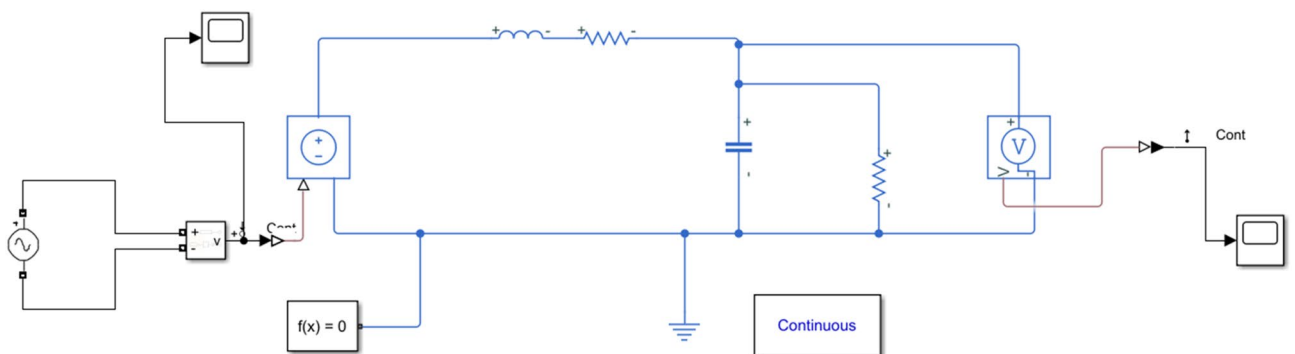 Cont
V
Cont
v
f(x) = 0
Continuous
V